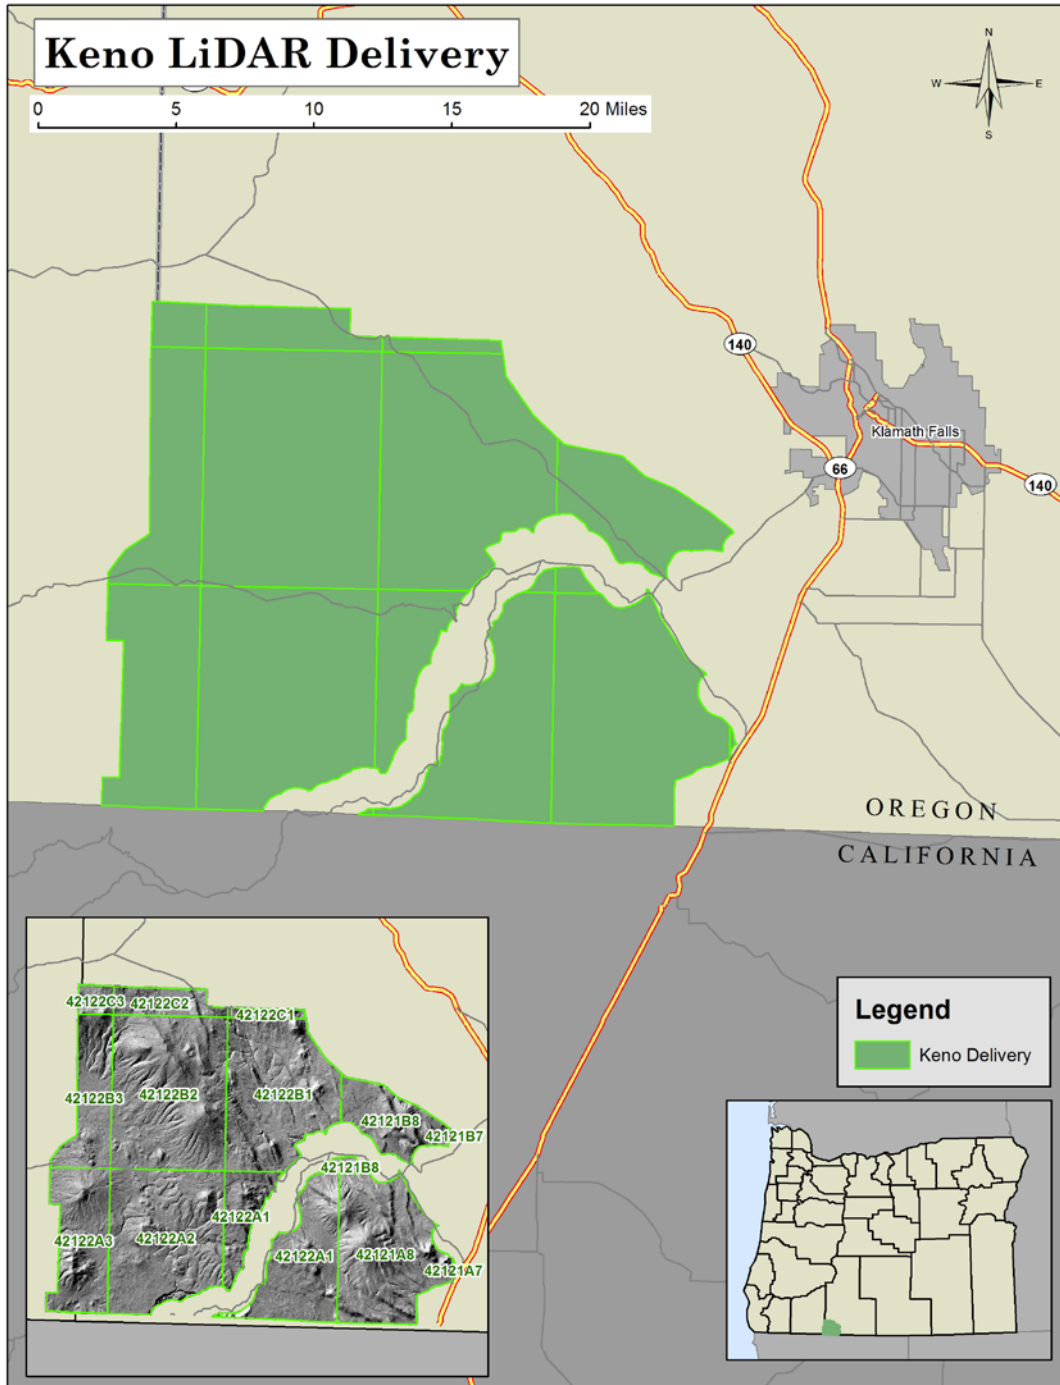 Keno LiDAR Delivery
0 5 10 15 20 Miles
N
W E
S
140
Klamath Falls
66
140
OREGON
CALIFORNIA
42122C3 42122C2
42122C1
42122B3 42122B2 42122B1
42121B8
42121B7
42121B8
42122A1
42122A3 42122A2
42122A1 42121A8
42121A7
Legend
Keno Delivery